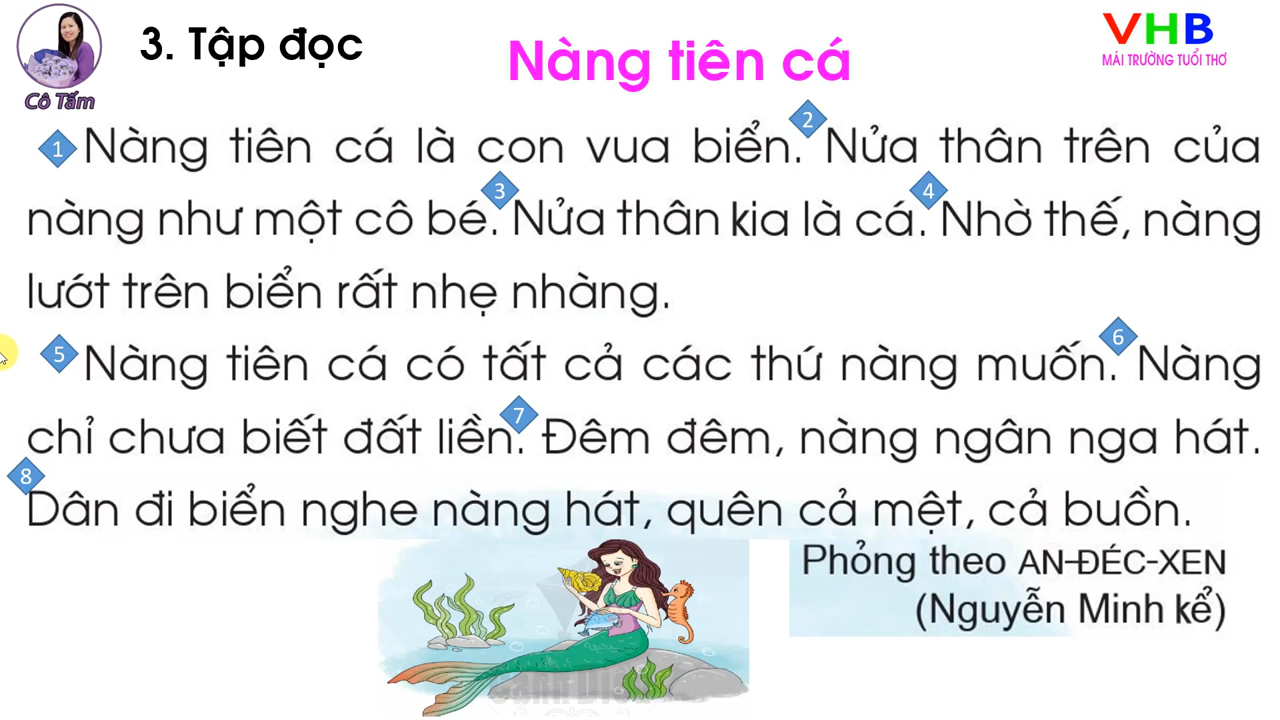 3. Tập đọc
Nàng tiên cá
VHB
MÁI TRƯỜNG TUỔI THƠ
Cô Tấm
1 Nàng tiên cá là con vua biển. 2 Nửa thân trên của
nàng như một cô bé. 3 Nửa thân kia là cá. 4 Nhờ thế, nàng
lướt trên biển rất nhẹ nhàng.
5 Nàng tiên cá có tất cả các thứ nàng muốn. 6 Nàng
chỉ chưa biết đất liền. 7 Đêm đêm, nàng ngân nga hát.
8 Dân đi biển nghe nàng hát, quên cả mệt, cả buồn.
Phỏng theo AN-ĐÉC-XEN
(Nguyễn Minh kể)
Cánh Diều